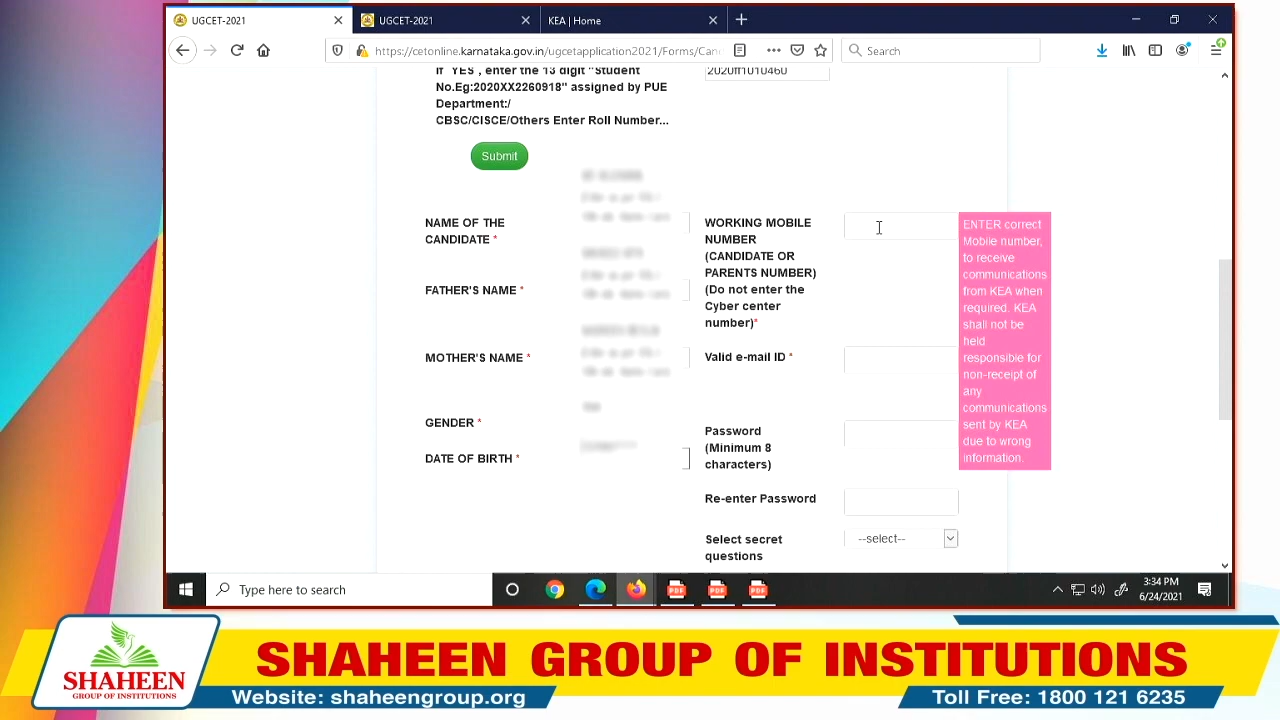 UGCET-2021
UGCET-2021
KEA | Home
https://cetonline.karnataka.gov.in/ugcetapplication2021/Forms/Can
Search
If "YES", enter the 13 digit "Student
No.Eg:2020XX2260918" assigned by PUE
Department:/
CBSC/CISCE/Others Enter Roll Number...
Submit
NAME OF THE
CANDIDATE *
FATHER'S NAME *
MOTHER'S NAME *
GENDER *
DATE OF BIRTH *
WORKING MOBILE
NUMBER
(CANDIDATE OR
PARENTS NUMBER)
(Do not enter the
Cyber center
number)*
Valid e-mail ID *
Password
(Minimum 8
characters)
Re-enter Password
Select secret
questions
--select--
ENTER correct
Mobile number,
to receive
communications
from KEA when
required. KEA
shall not be
held
responsible for
non-receipt of
any
communications
sent by KEA
due to wrong
information.
Type here to search
PDF
PDF
PDF
3:34 PM
6/24/2021
SHAHEEN
GROUP OF INSTITUTIONS
SHAHEEN GROUP OF INSTITUTIONS
Website: shaheengroup.org
Toll Free: 1800 121 6235